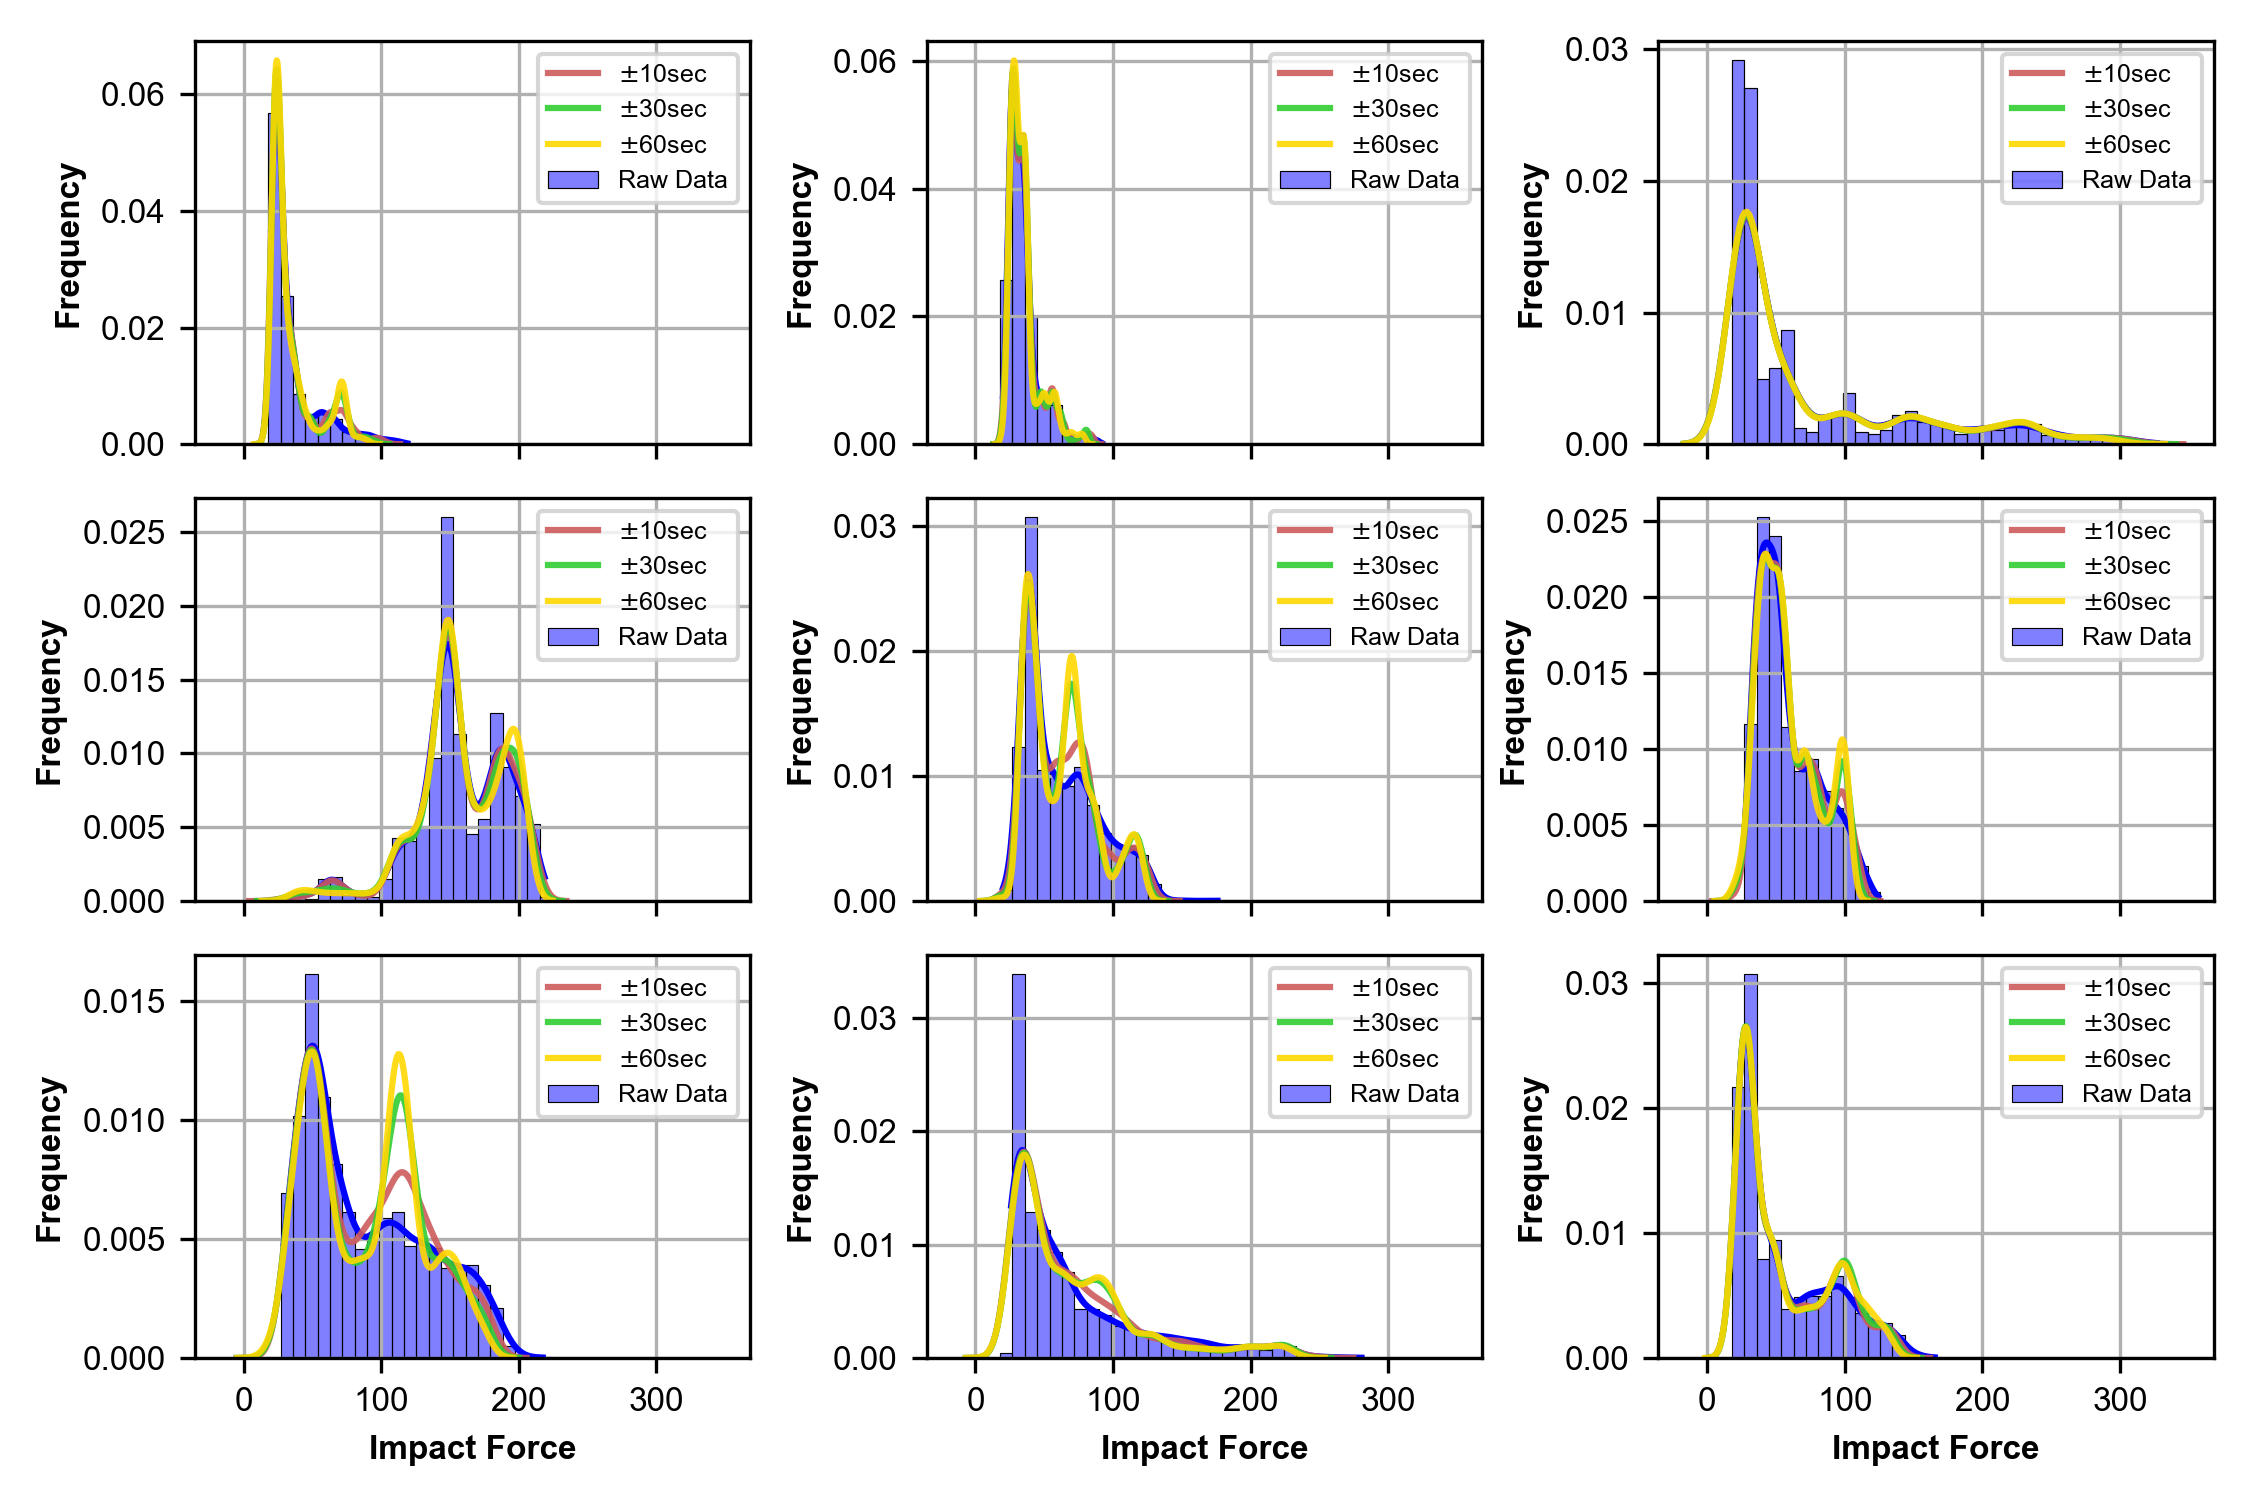 ±10sec
±30sec
±60sec
Raw Data
0.06
0.04
0.02
0.00
Frequency
±10sec
±30sec
±60sec
Raw Data
0.06
0.04
0.02
0.00
Frequency
±10sec
±30sec
±60sec
Raw Data
0.03
0.02
0.01
0.00
Frequency
±10sec
±30sec
±60sec
Raw Data
0.025
0.020
0.015
0.010
0.005
0.000
Frequency
±10sec
±30sec
±60sec
Raw Data
0.03
0.02
0.01
0.00
Frequency
±10sec
±30sec
±60sec
Raw Data
0.025
0.020
0.015
0.010
0.005
0.000
Frequency
±10sec
±30sec
±60sec
Raw Data
0.015
0.010
0.005
0.000
Frequency
0 100 200 300
Impact Force
±10sec
±30sec
±60sec
Raw Data
0.03
0.02
0.01
0.00
Frequency
0 100 200 300
Impact Force
±10sec
±30sec
±60sec
Raw Data
0.03
0.02
0.01
0.00
Frequency
0 100 200 300
Impact Force